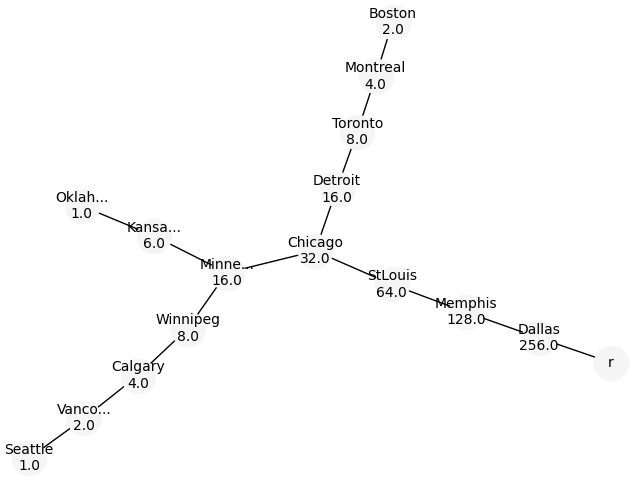 Boston
2.0
Montreal
4.0
Toronto
8.0
Detroit
16.0
Oklah...
1.0
Kansa...
6.0
Chicago
32.0
Minne...
16.0
StLouis
64.0
Memphis
128.0
Winnipeg
8.0
Dallas
256.0
r
Calgary
4.0
Vanco...
2.0
Seattle
1.0